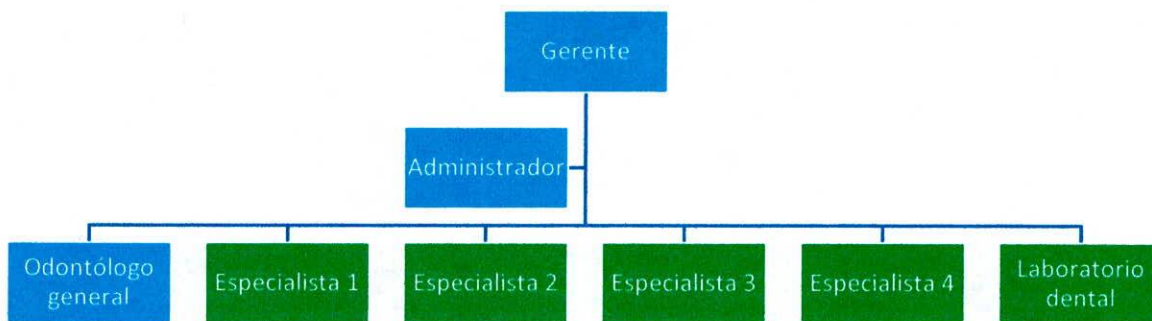 Gerente
Administrador
Odontólogo
general
Especialista 1
Especialista 2
Especialista 3
Especialista 4
Laboratorio
dental